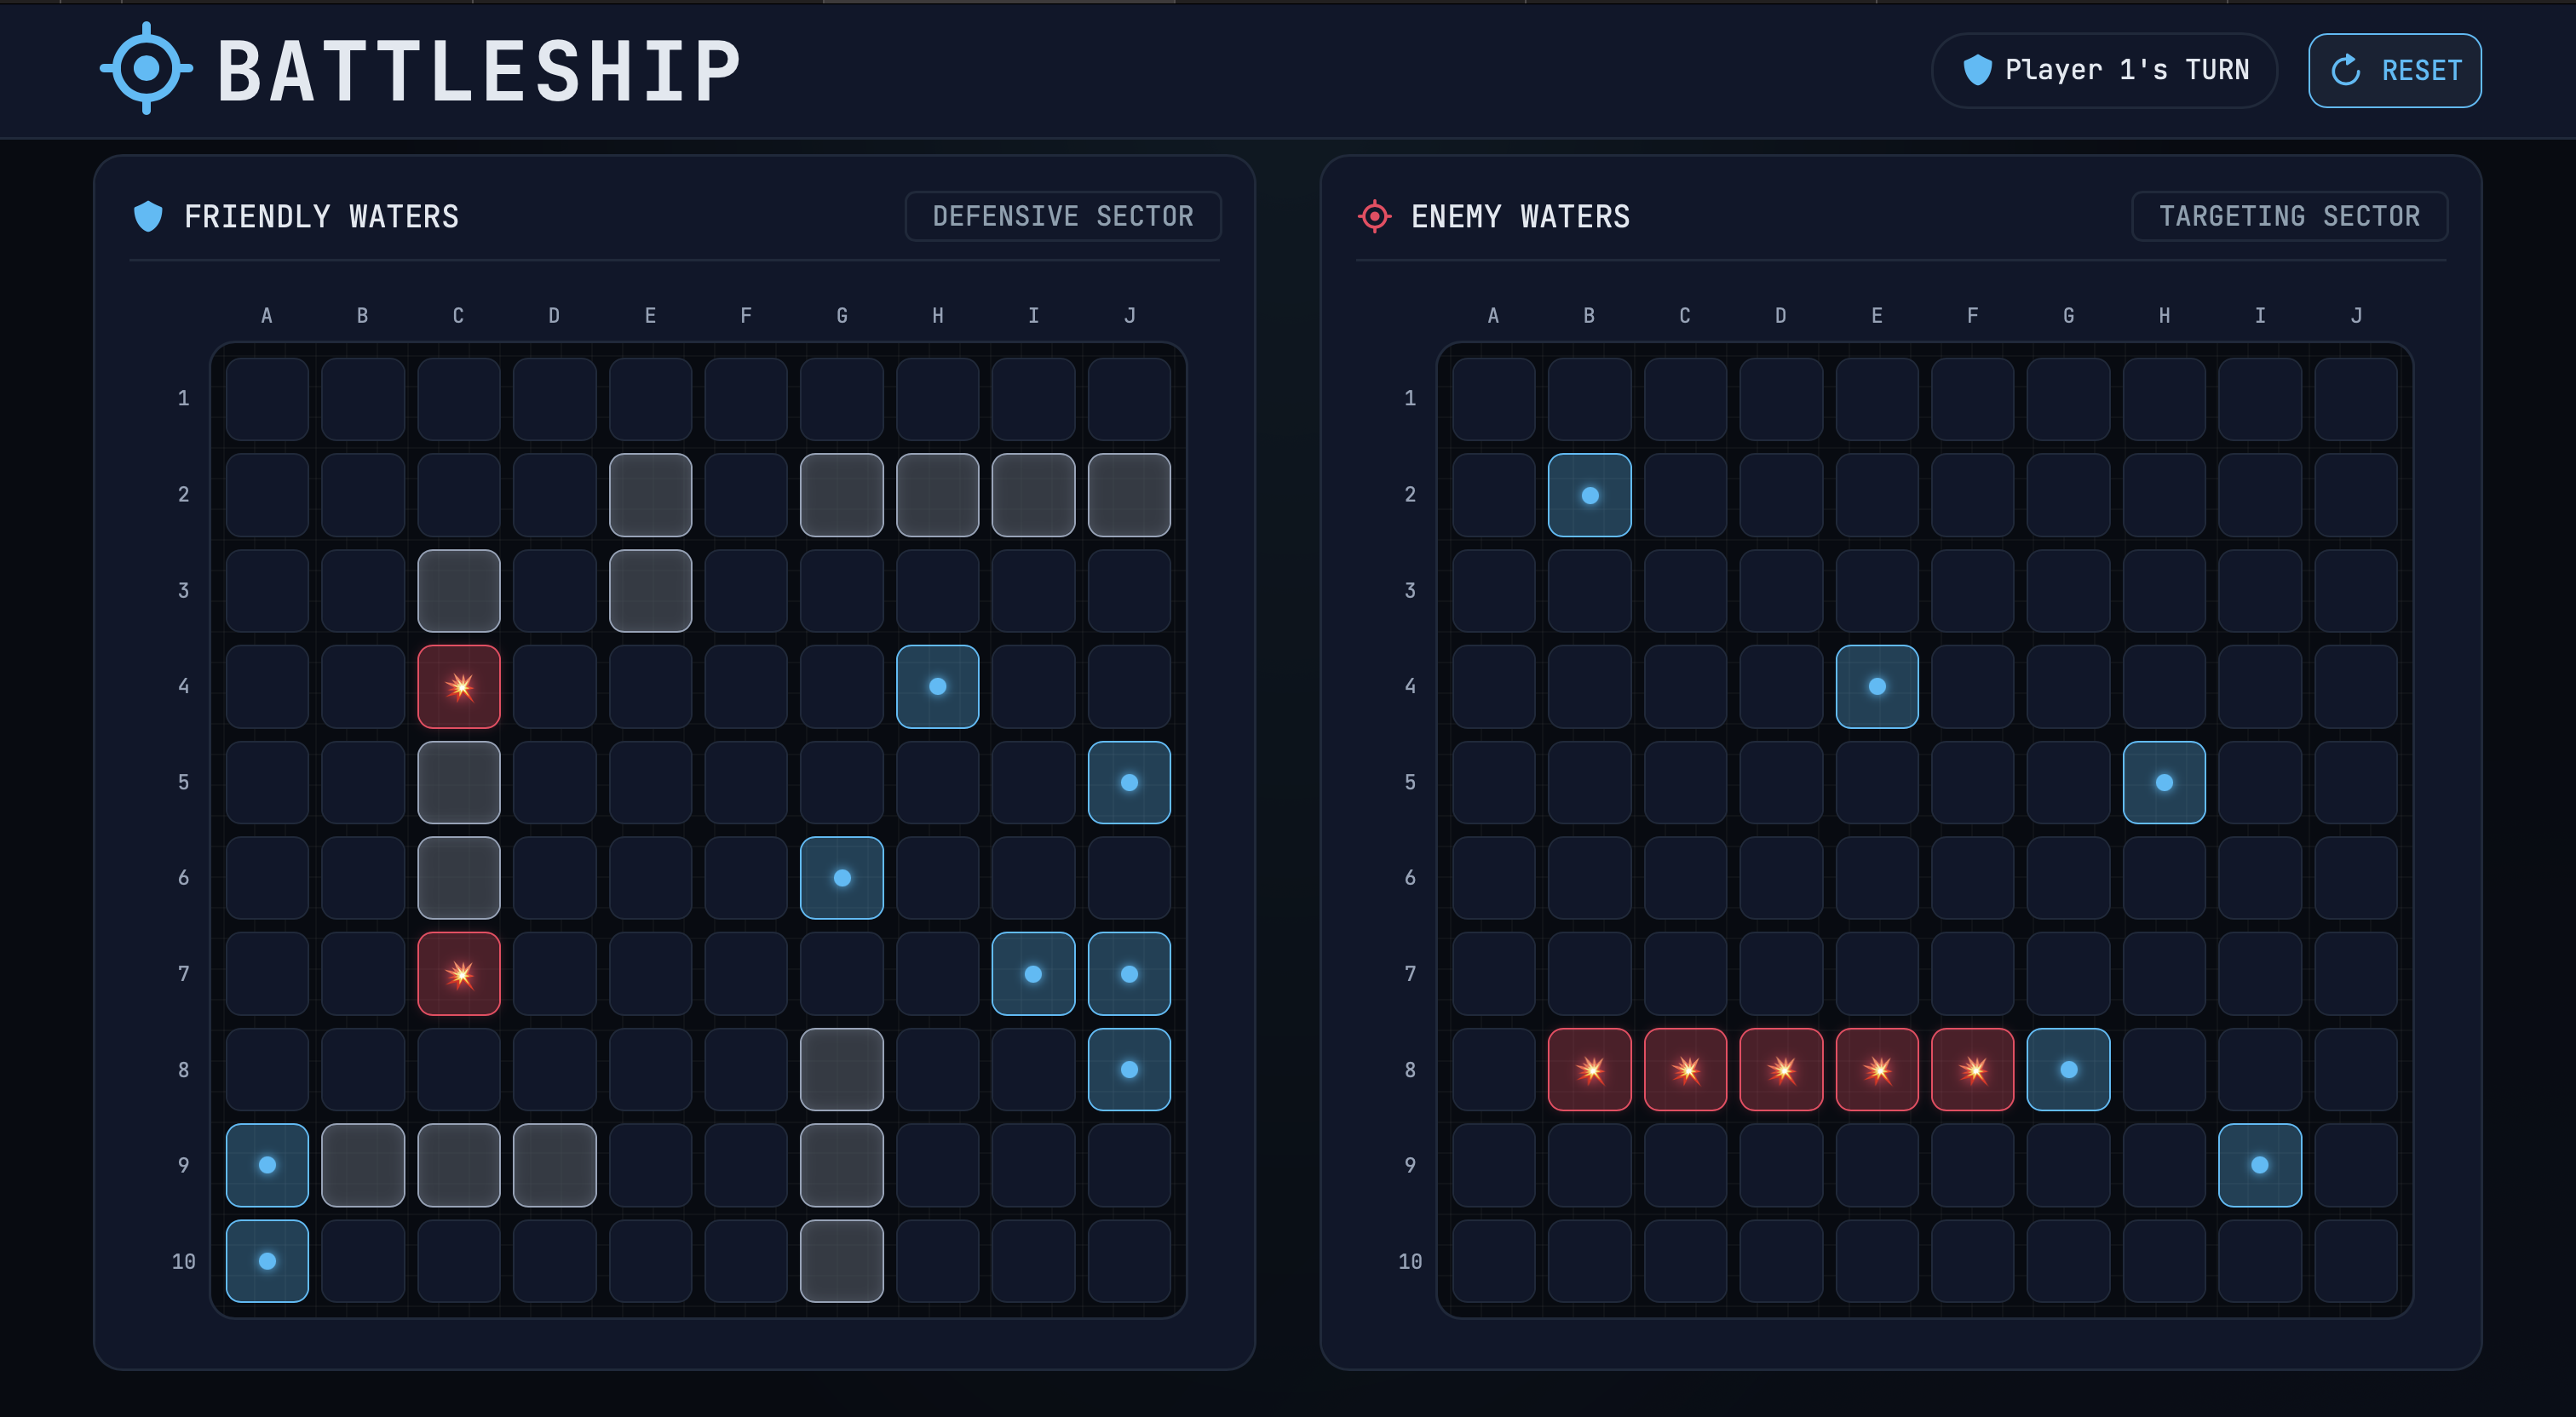 BATTLESHIP
Player 1's TURN
RESET
FRIENDLY WATERS
DEFENSIVE SECTOR
A B C D E F G H I J
1
2
3
4
5
6
7
8
9
10
ENEMY WATERS
TARGETING SECTOR
A B C D E F G H I J
1
2
3
4
5
6
7
8
9
10